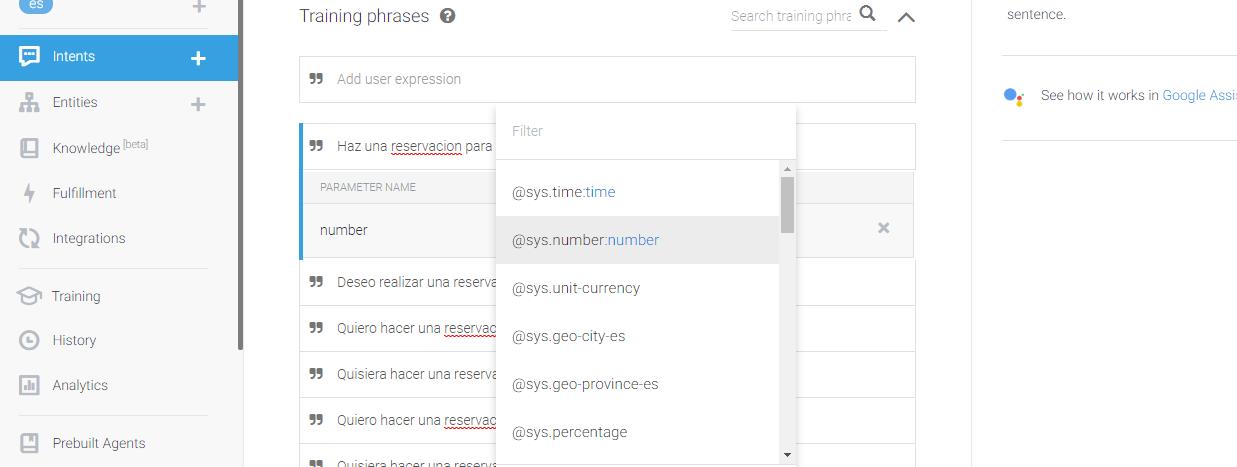 es
Intents
Entities
Knowledge [beta]
Fulfillment
Integrations
Training
History
Analytics
Prebuilt Agents
Training phrases
Search training phra
Add user expression
Haz una reservacion para
PARAMETER NAME
number
Deseo realizar una reserva
Quiero hacer una reservac
Quisiera hacer una reserva
Quiero hacer una reservac
Quisiera hacer una reserva
Filter
@sys.time:time
@sys.number:number
@sys.unit-currency
@sys.geo-city-es
@sys.geo-province-es
@sys.percentage
sentence.
See how it works in Google Assi